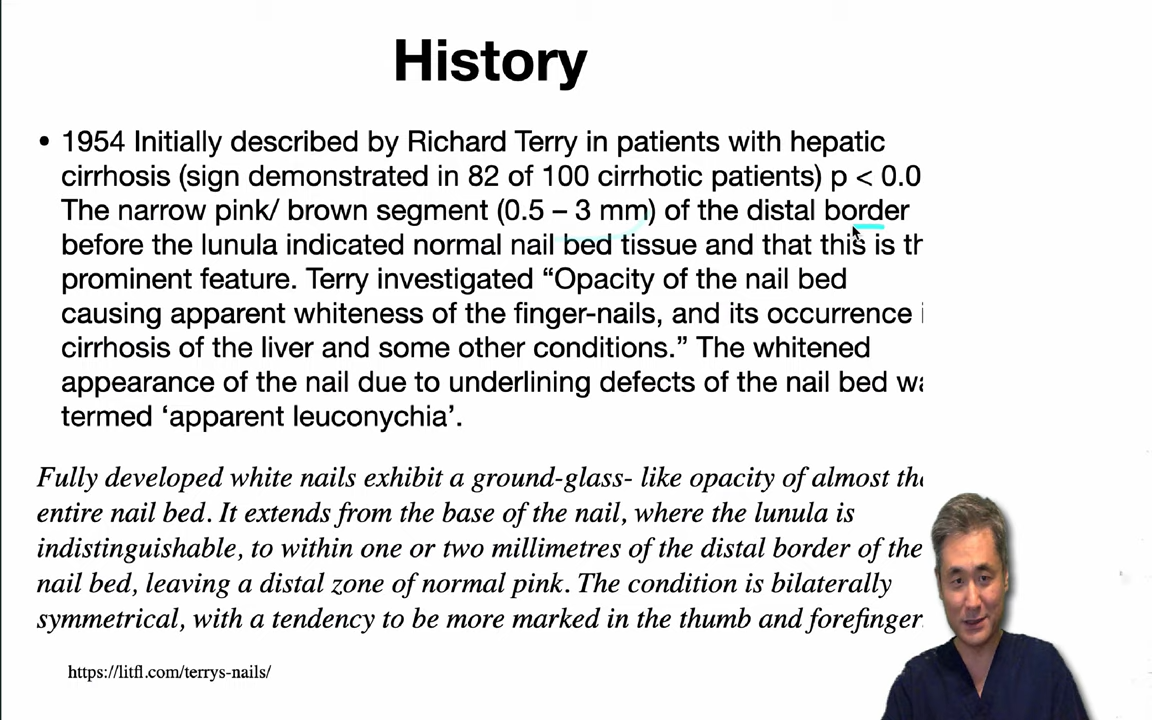 History
• 1954 Initially described by Richard Terry in patients with hepatic
cirrhosis (sign demonstrated in 82 of 100 cirrhotic patients) p < 0.0
The narrow pink/ brown segment (0.5 – 3 mm) of the distal border
before the lunula indicated normal nail bed tissue and that this is
prominent feature. Terry investigated “Opacity of the nail bed
causing apparent whiteness of the finger-nails, and its occurrence
cirrhosis of the liver and some other conditions.” The whitened
appearance of the nail due to underlining defects of the nail bed
termed ‘apparent leuconychia’.
Fully developed white nails exhibit a ground-glass- like opacity of almost the
entire nail bed. It extends from the base of the nail, where the lunula is
indistinguishable, to within one or two millimetres of the distal border of the
nail bed, leaving a distal zone of normal pink. The condition is bilaterally
symmetrical, with a tendency to be more marked in the thumb and forefinger.
https://litfl.com/terrys-nails/